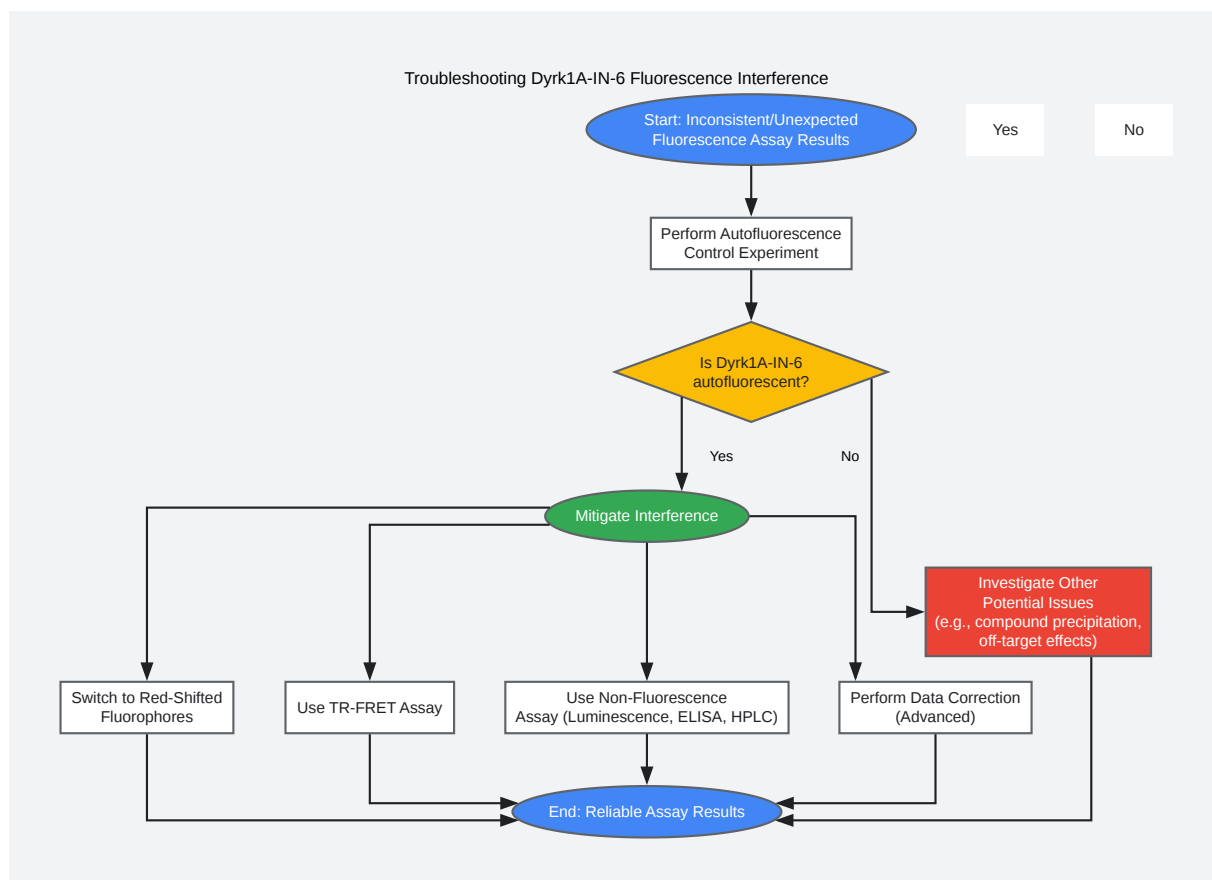 Troubleshooting Dyrk1A-IN-6 Fluorescence Interference
Start: Inconsistent/Unexpected
Fluorescence Assay Results
Yes
No
Perform Autofluorescence
Control Experiment
Is Dyrk1A-IN-6
autofluorescent?
Yes
No
Mitigate Interference
Investigate Other
Potential Issues
(e.g., compound precipitation,
off-target effects)
Switch to Red-Shifted
Fluorophores
Use TR-FRET Assay
Use Non-Fluorescence
Assay (Luminescence, ELISA, HPLC)
Perform Data Correction
(Advanced)
End: Reliable Assay Results